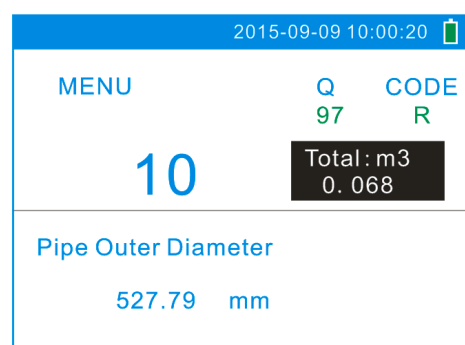 2015-09-09 10:00:20
MENU Q CODE
97 R
10
Total: m3
0.068
Pipe Outer Diameter
527.79 mm